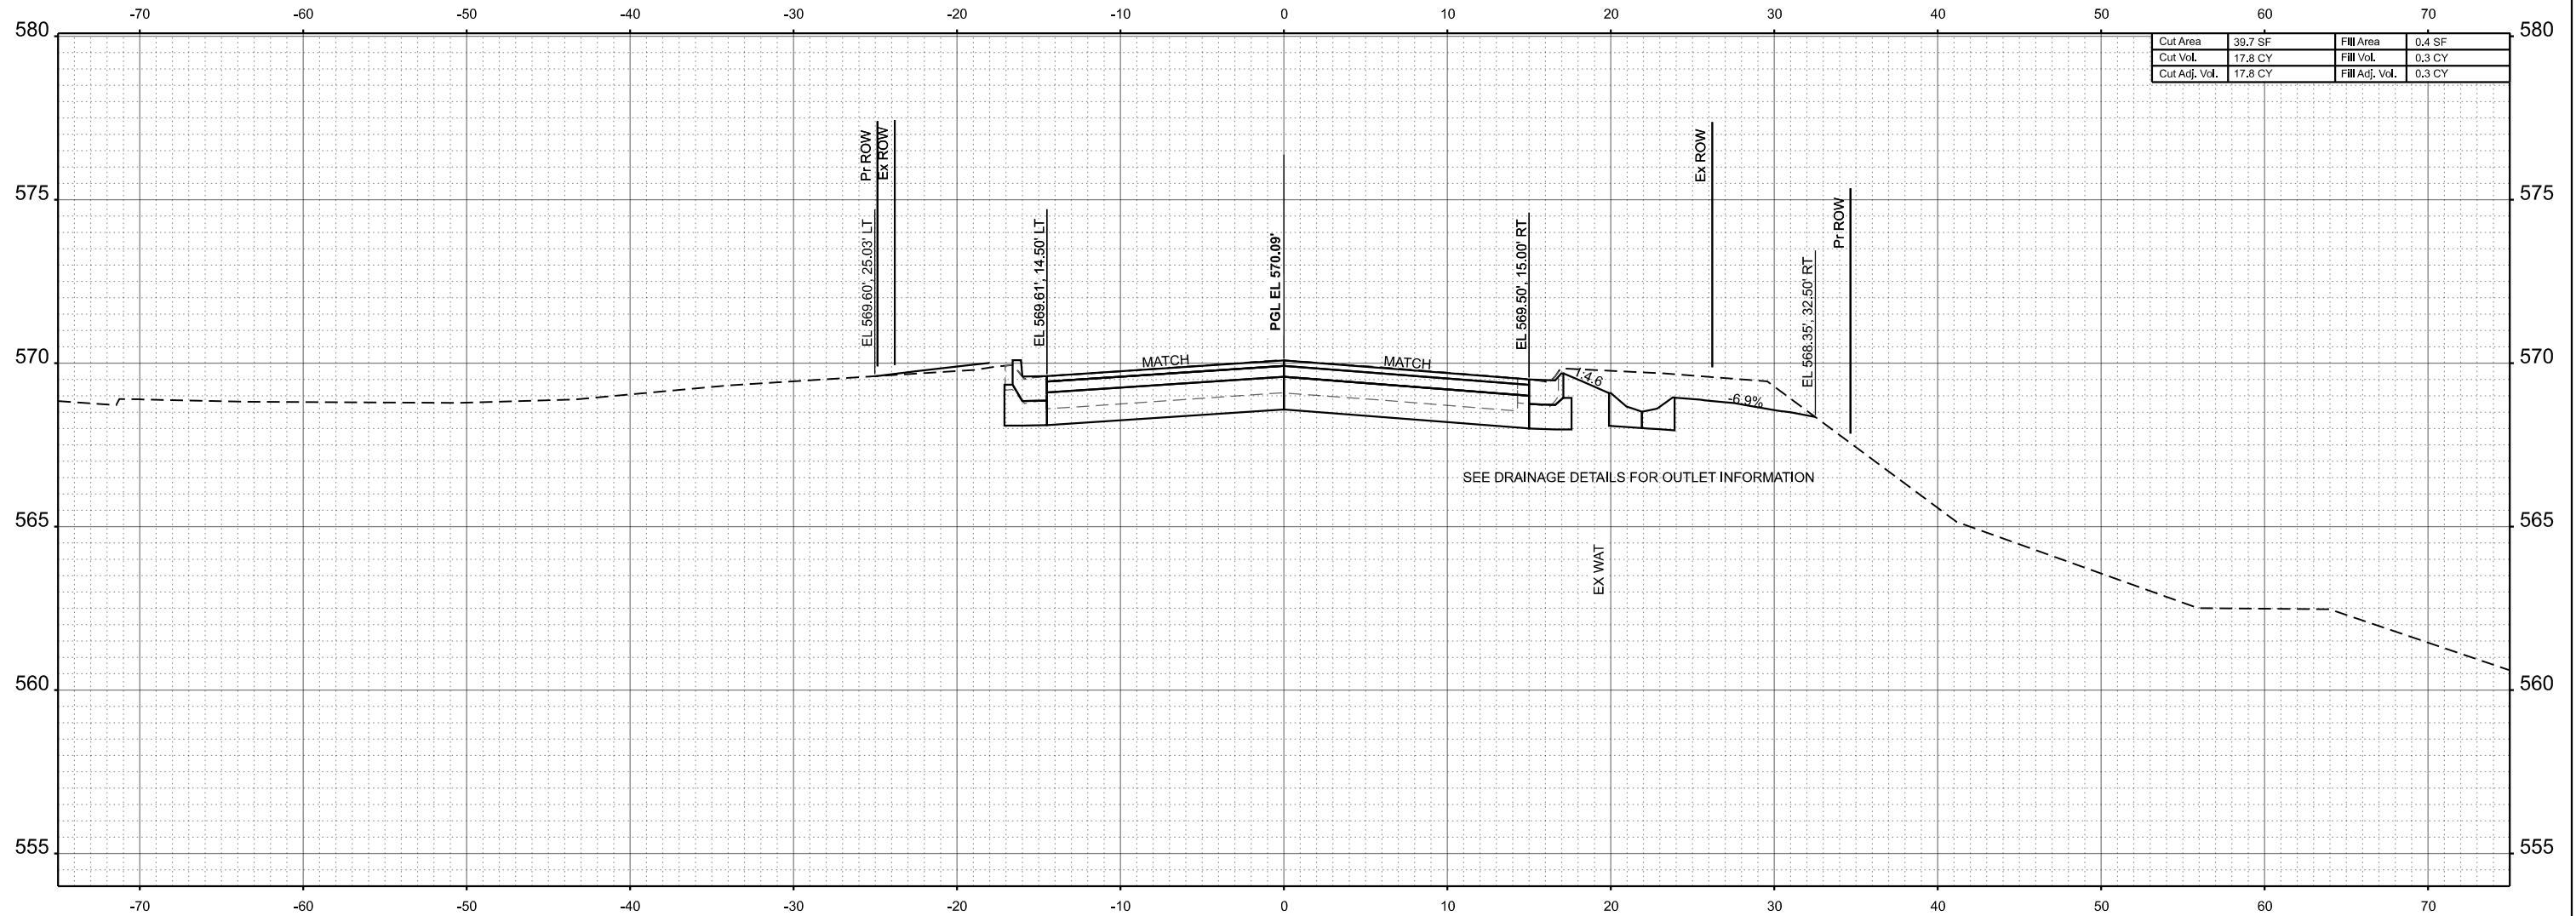 -70 -60 -50 -40 -30 -20 -10 0 10 20 30 40 50 60 70
580 580
Cut Area 39.7 SF Fill Area 0.4 SF
Cut Vol. 17.8 CY Fill Vol. 0.3 CY
Cut Adj. Vol. 17.8 CY Fill Adj. Vol. 0.3 CY
Pr ROW
Ex ROW
Ex ROW
Pr ROW
575 575
EL 569.60', 25.03' LT
EL 569.61', 14.50' LT
PGL EL 570.09'
EL 569.50', 15.00' RT
EL 568.35', 32.50' RT
570 570
MATCH MATCH
1:4.6
-6.9%
SEE DRAINAGE DETAILS FOR OUTLET INFORMATION
565 565
EX WAT
560 560
555 555
-70 -60 -50 -40 -30 -20 -10 0 10 20 30 40 50 60 70